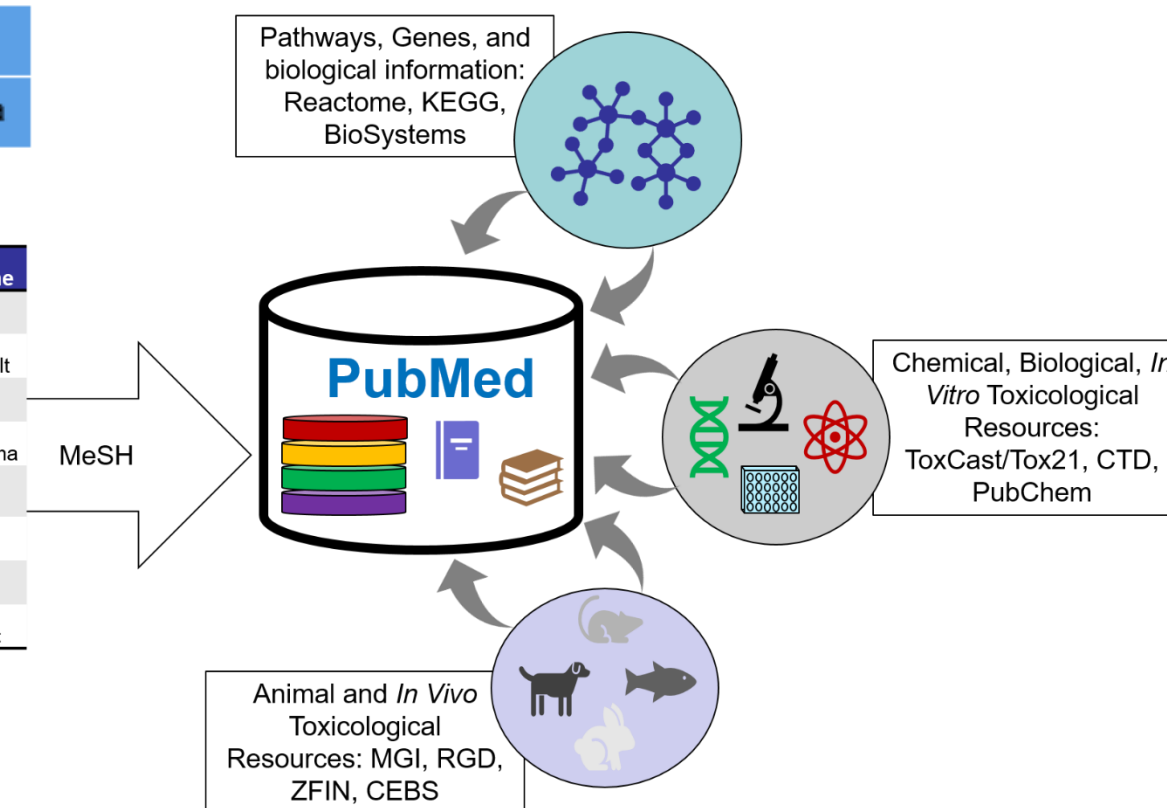 Pathways, Genes, and
biological information:
Reactome, KEGG,
BioSystems
PubMed
MeSH
Chemical, Biological, In
Vitro Toxicological
Resources:
ToxCast/Tox21, CTD,
PubChem
Animal and In Vivo
Toxicological
Resources: MGI, RGD,
ZFIN, CEBS